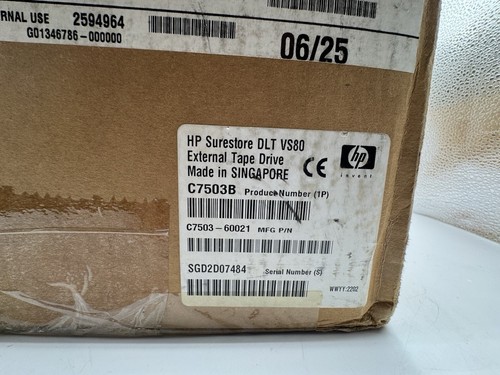 RNAL USE 2594964
G01346786-000000
06/25
HP Surestore DLT VS80
External Tape Drive
Made in SINGAPORE
CE
hp
invent
C7503B Product Number (1P)
C7503-60021 MFG P/N
SGD2D07484 Serial Number (S)
WWYY:2202